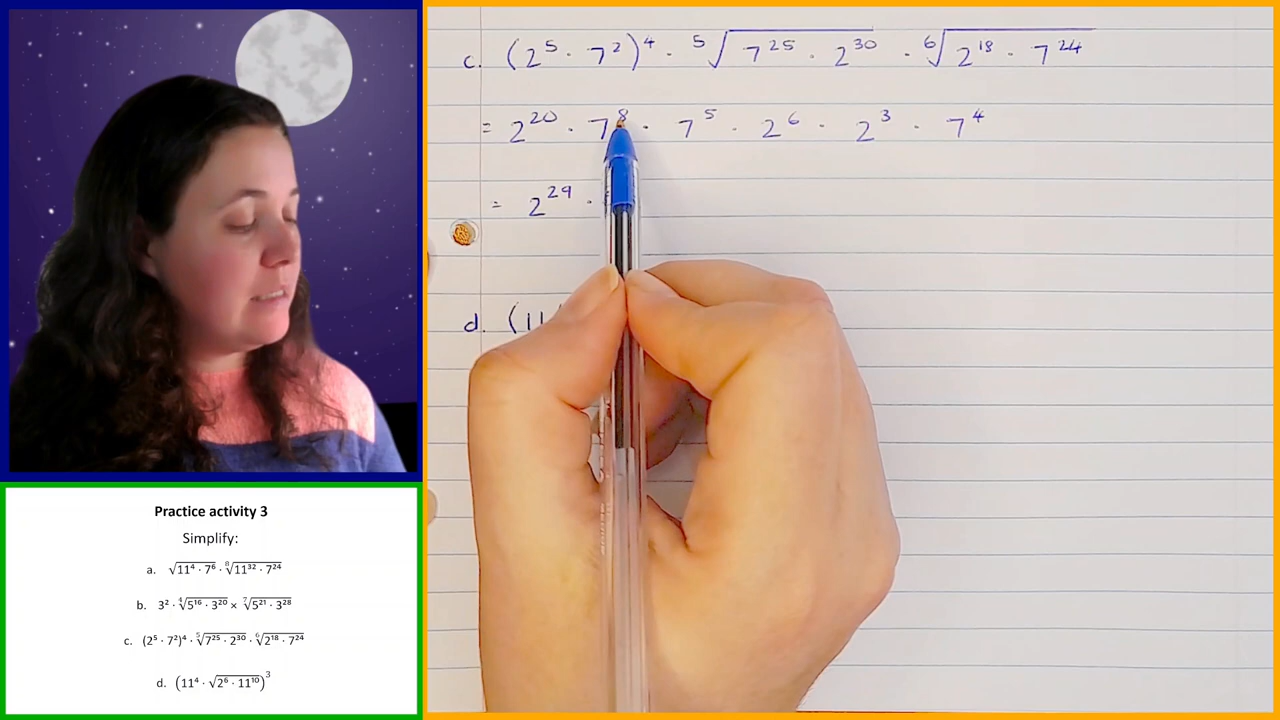 c. (2⁵ · 7²)⁴ · ⁵√(7²⁵ · 2³⁰) · ⁶√(2¹⁸ · 7²⁴)
= 2²⁰ · 7⁸ · 7⁵ · 2⁶ · 2³ · 7⁴
= 2²⁹ ·
d. (11
Practice activity 3
Simplify:
a. √(11⁴ · 7⁶) · ⁸√(11³² · 7²⁴)
b. 3² · ⁴√(5¹⁶ · 3²⁰) × ⁷√(5²¹ · 3²⁸)
c. (2⁵ · 7²)⁴ · ⁵√(7²⁵ · 2³⁰) · ⁶√(2¹⁸ · 7²⁴)
d. (11⁴ · √(2⁶ · 11¹⁰))³